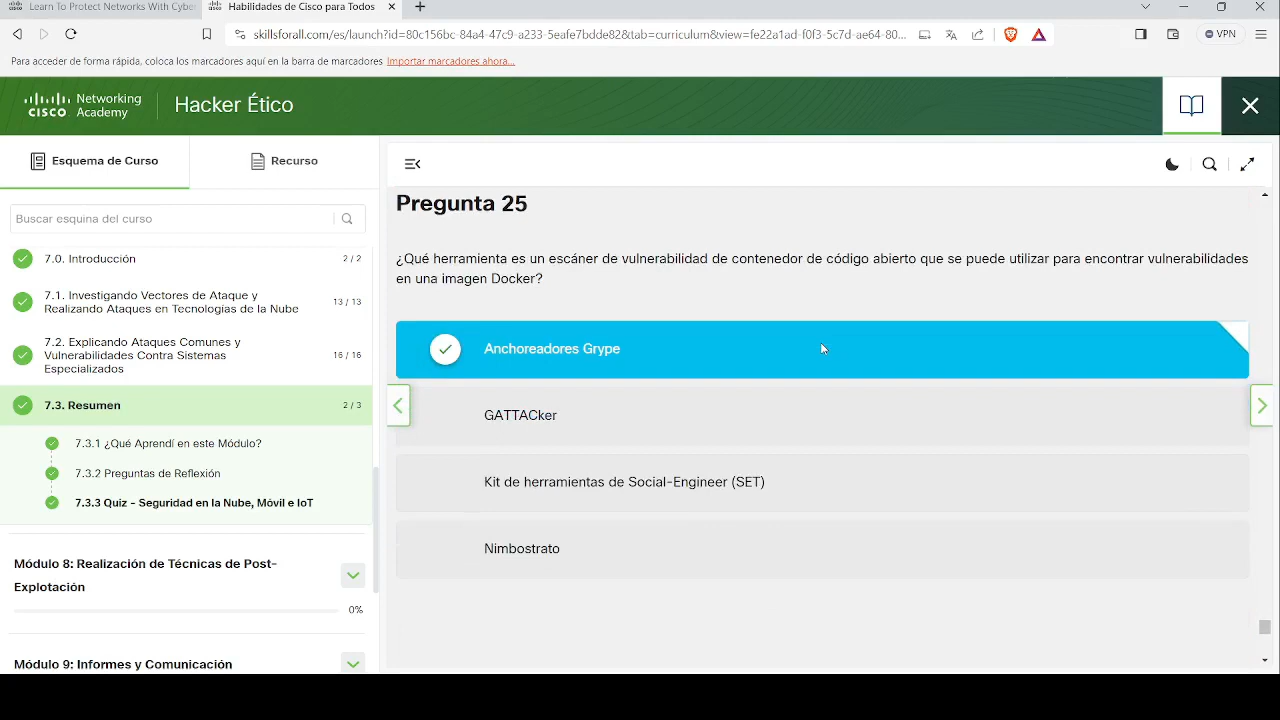 Learn To Protect Networks With Cyber
Habilidades de Cisco para Todos
skillsforall.com/es/launch?id=80c156bc-84a4-47c9-a233-5eafe7bdde82&tab=curriculum&view=fe22a1ad-f0f3-5c7d-ae64-80...
VPN
Para acceder de forma rápida, coloca los marcadores aquí en la barra de marcadores Importar marcadores ahora...
cisco Networking Academy
Hacker Ético
Esquema de Curso
Recurso
Buscar esquina del curso
7.0. Introducción 2 / 2
7.1. Investigando Vectores de Ataque y
Realizando Ataques en Tecnologías de la Nube 13 / 13
7.2. Explicando Ataques Comunes y
Vulnerabilidades Contra Sistemas 16 / 16
Especializados
7.3. Resumen 2 / 3
7.3.1 ¿Qué Aprendí en este Módulo?
7.3.2 Preguntas de Reflexión
7.3.3 Quiz - Seguridad en la Nube, Móvil e IoT
Módulo 8: Realización de Técnicas de Post-
Explotación
0%
Módulo 9: Informes y Comunicación
Pregunta 25
¿Qué herramienta es un escáner de vulnerabilidad de contenedor de código abierto que se puede utilizar para encontrar vulnerabilidades
en una imagen Docker?
Anchoreadores Grype
GATTACker
Kit de herramientas de Social-Engineer (SET)
Nimbostrato